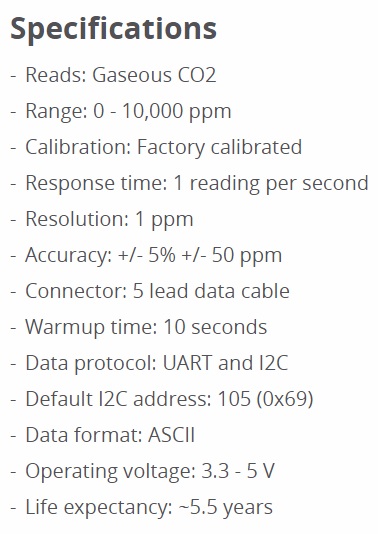 Specifications
- Reads: Gaseous CO2
- Range: 0 - 10,000 ppm
- Calibration: Factory calibrated
- Response time: 1 reading per second
- Resolution: 1 ppm
- Accuracy: +/- 5% +/- 50 ppm
- Connector: 5 lead data cable
- Warmup time: 10 seconds
- Data protocol: UART and I2C
- Default I2C address: 105 (0x69)
- Data format: ASCII
- Operating voltage: 3.3 - 5 V
- Life expectancy: ~5.5 years